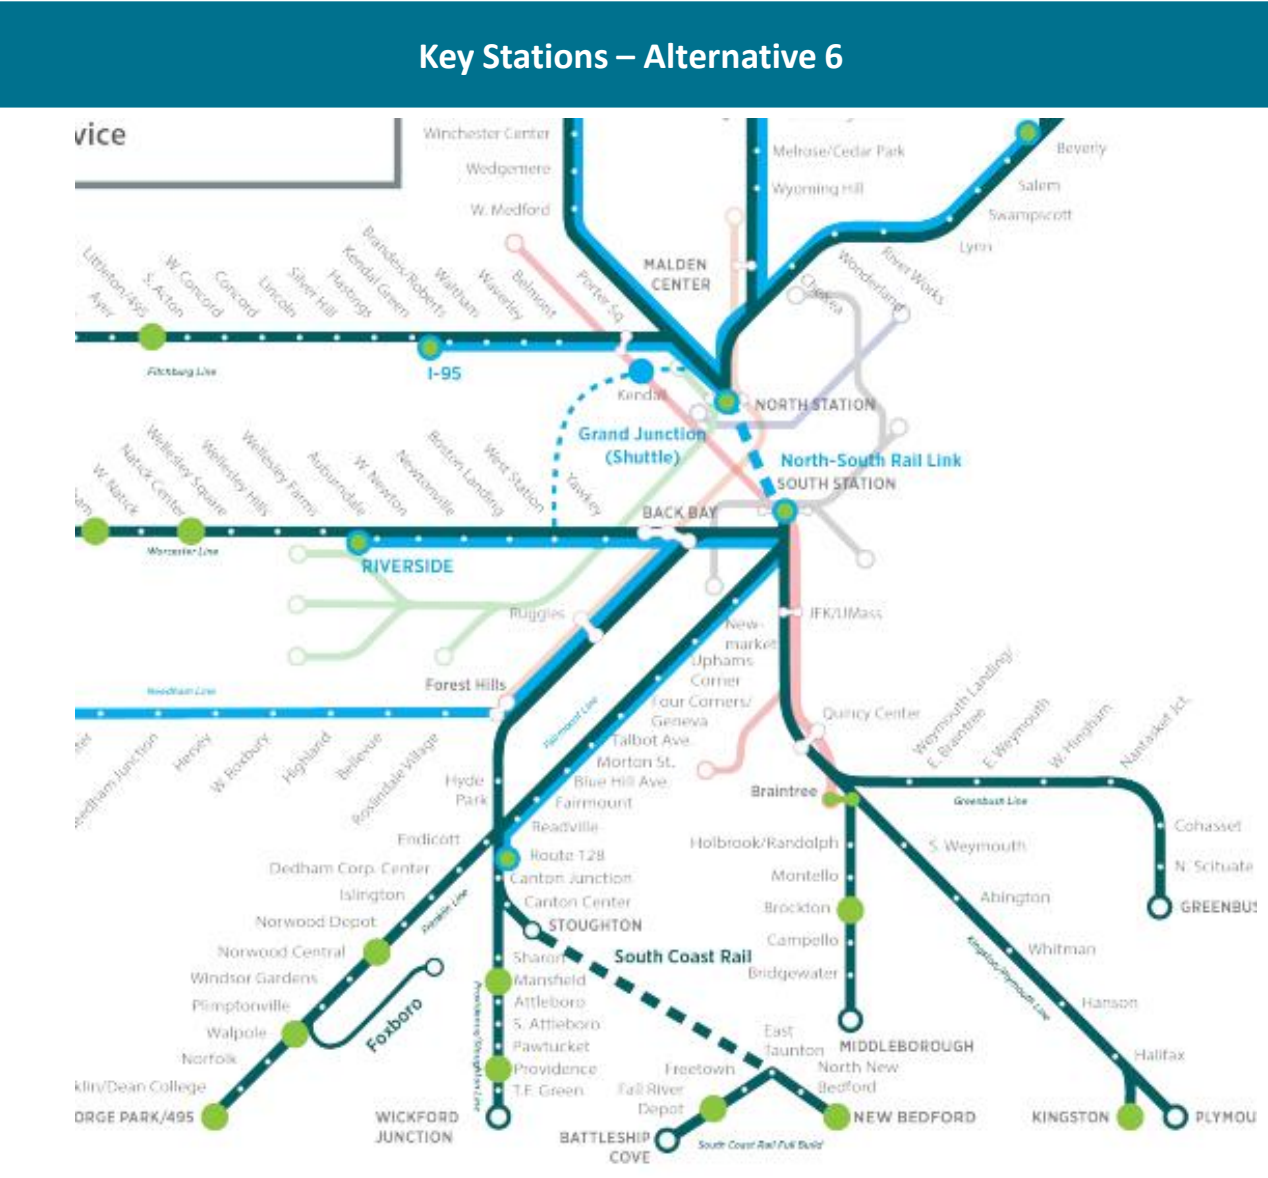 Key Stations – Alternative 6
vice
Winchester Center
Wedgemere
W. Medford
Melrose/Cedar Park
Wyoming Hill
Beverly
Salem
Swampscott
Lynn
River Works
Wonderland
Chelsea
MALDEN
CENTER
Ayer
Littleton/495
S. Acton
W. Concord
Concord
Lincoln
Silver Hill
Hastings
Kendal Green
Brandeis/Roberts
Waltham
Waverley
Belmont
Porter Sq.
Fitchburg Line
I-95
Kendall
NORTH STATION
Grand Junction
(Shuttle)
North-South Rail Link
SOUTH STATION
ham
W. Natick
Natick Center
Wellesley Square
Wellesley Hills
Wellesley Farms
Auburndale
W. Newton
Newtonville
Boston Landing
West Station
Yawkey
BACK BAY
Worcester Line
RIVERSIDE
Ruggles
JFK/UMass
New-
market
Uphams
Corner
Four Corners/
Geneva
Talbot Ave.
Morton St.
Blue Hill Ave.
Fairmount
Readville
Fairmount Line
Forest Hills
Needham Line
ter
eedham Junction
Hersey
W. Roxbury
Highland
Bellevue
Roslindale Village
Hyde
Park
Quincy Center
Weymouth Landing/
E. Braintree
E. Weymouth
W. Hingham
Nantasket Jct.
Greenbush Line
Cohasset
N. Scituate
GREENBUS
Braintree
Holbrook/Randolph
Montello
Brockton
Campello
Bridgewater
MIDDLEBOROUGH
S. Weymouth
Abington
Whitman
Hanson
Halifax
Kingston/Plymouth Line
KINGSTON
PLYMOU
Endicott
Dedham Corp. Center
Islington
Norwood Depot
Norwood Central
Windsor Gardens
Plimptonville
Walpole
Norfolk
klin/Dean College
ORGE PARK/495
Franklin Line
Foxboro
Route 128
Canton Junction
Canton Center
STOUGHTON
Sharon
Mansfield
Attleboro
S. Attleboro
Pawtucket
Providence
T.F. Green
Providence/Stoughton Line
WICKFORD
JUNCTION
South Coast Rail
East
Taunton
Freetown
Fall River
Depot
North New
Bedford
NEW BEDFORD
BATTLESHIP
COVE
South Coast Rail Full Build